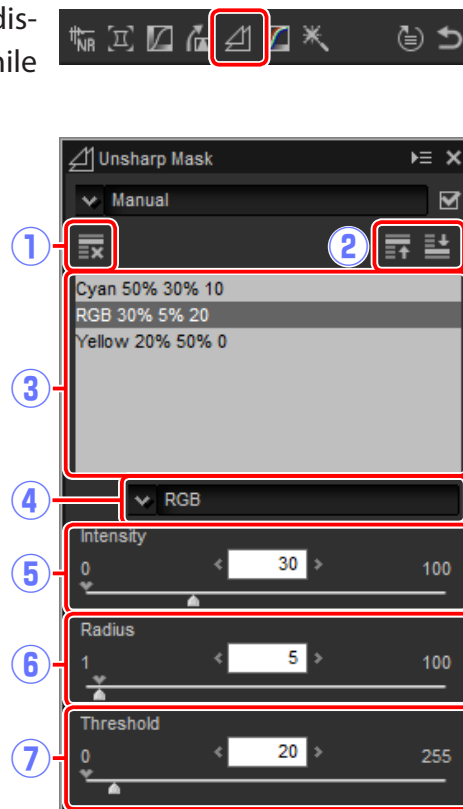 dis-
hile
NR
Unsharp Mask
Manual
1
2
Cyan 50% 30% 10
RGB 30% 5% 20
Yellow 20% 50% 0
3
4
RGB
Intensity
5
0 30 100
Radius
6
1 5 100
Threshold
7
0 20 255